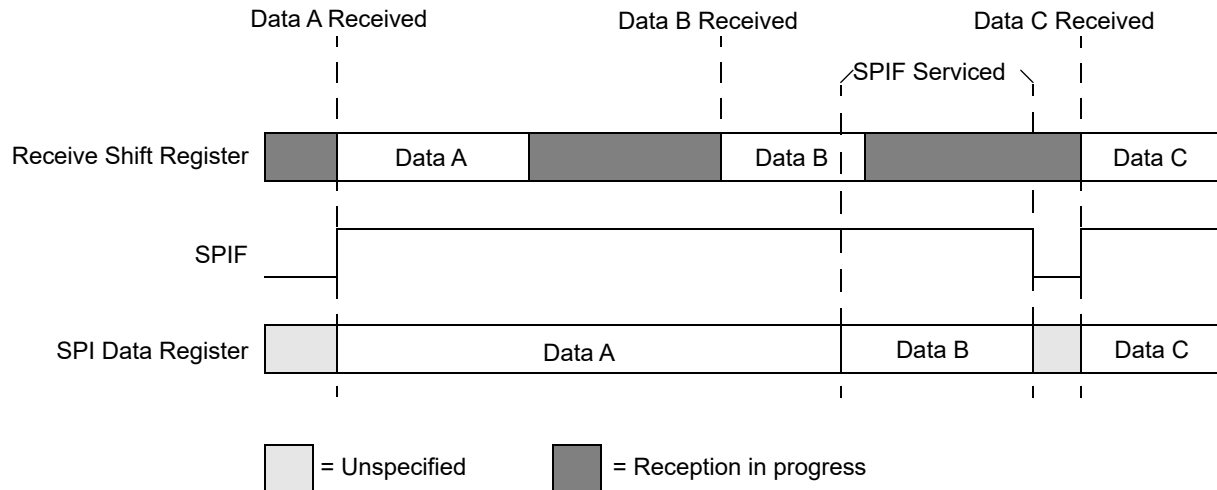 Data A Received
Data B Received
Data C Received
SPIF Serviced
Receive Shift Register
Data A
Data B
Data C
SPIF
SPI Data Register
Data A
Data B
Data C
= Unspecified
= Reception in progress